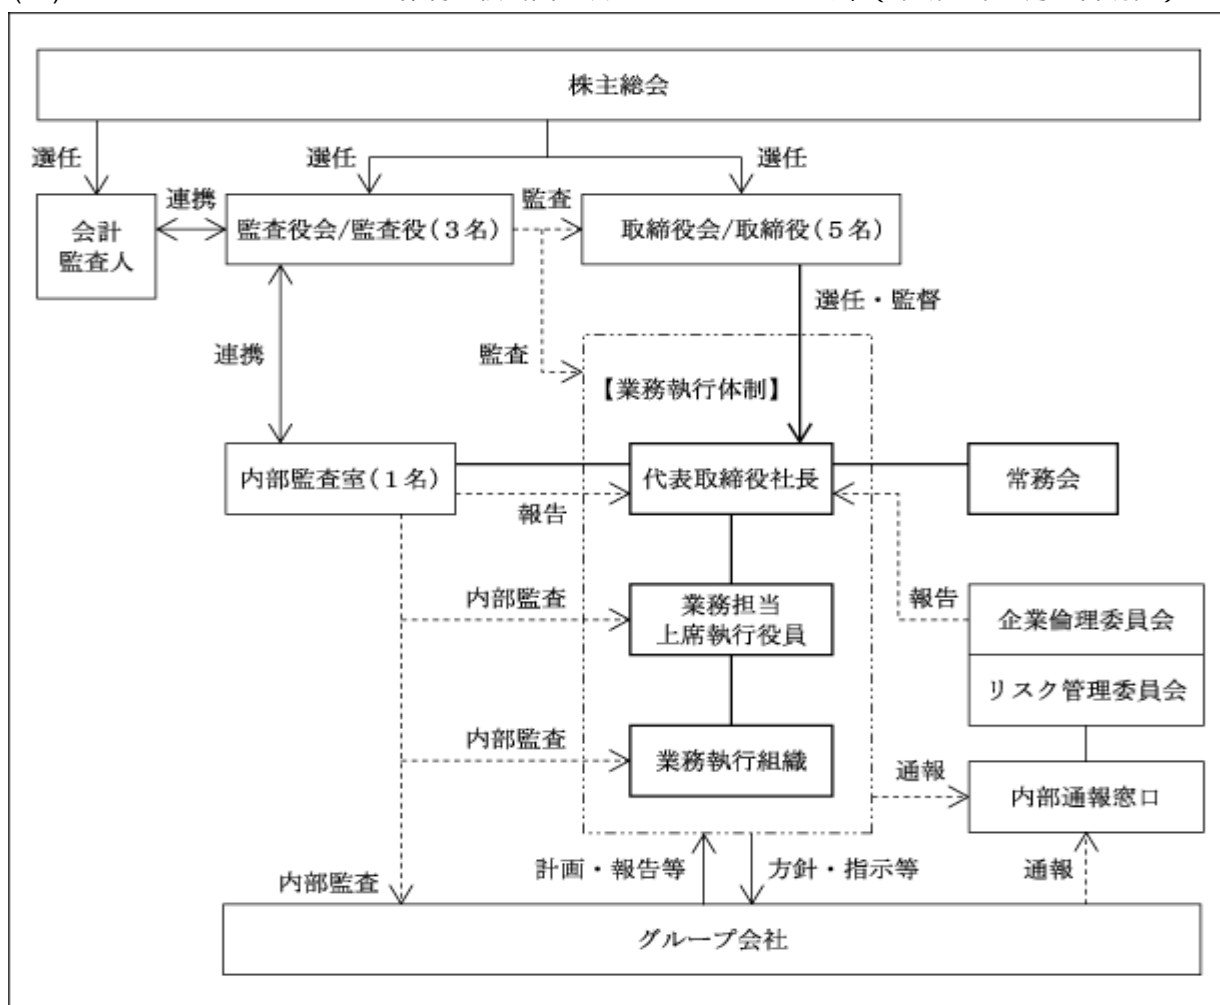 株主総会
選任
選任
選任
会計
監査人
連携
監査役会/監査役(3名)
監査
取締役会/取締役(5名)
選任・監督
連携
監査
【業務執行体制】
内部監査室(1名)
代表取締役社長
常務会
報告
内部監査
業務担当
上席執行役員
報告
企業倫理委員会
リスク管理委員会
内部監査
業務執行組織
通報
内部通報窓口
内部監査
計画・報告等
方針・指示等
通報
グループ会社